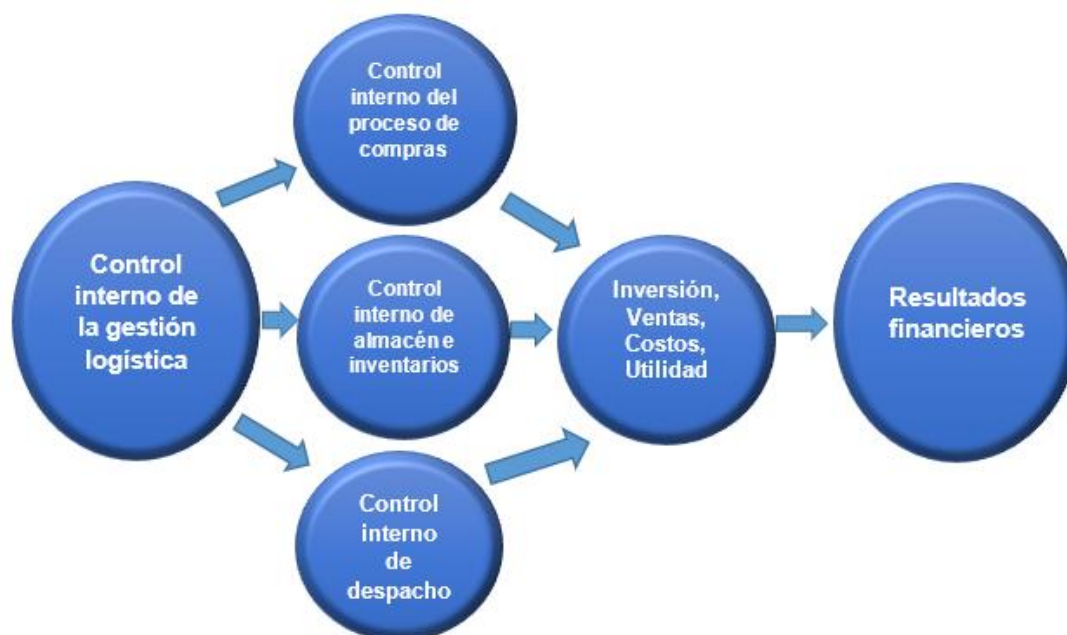 Control
interno de
la gestión
logística
Control
interno del
proceso de
compras
Control
interno de
almacén e
inventarios
Control
interno
de
despacho
Inversión,
Ventas,
Costos,
Utilidad
Resultados
financieros